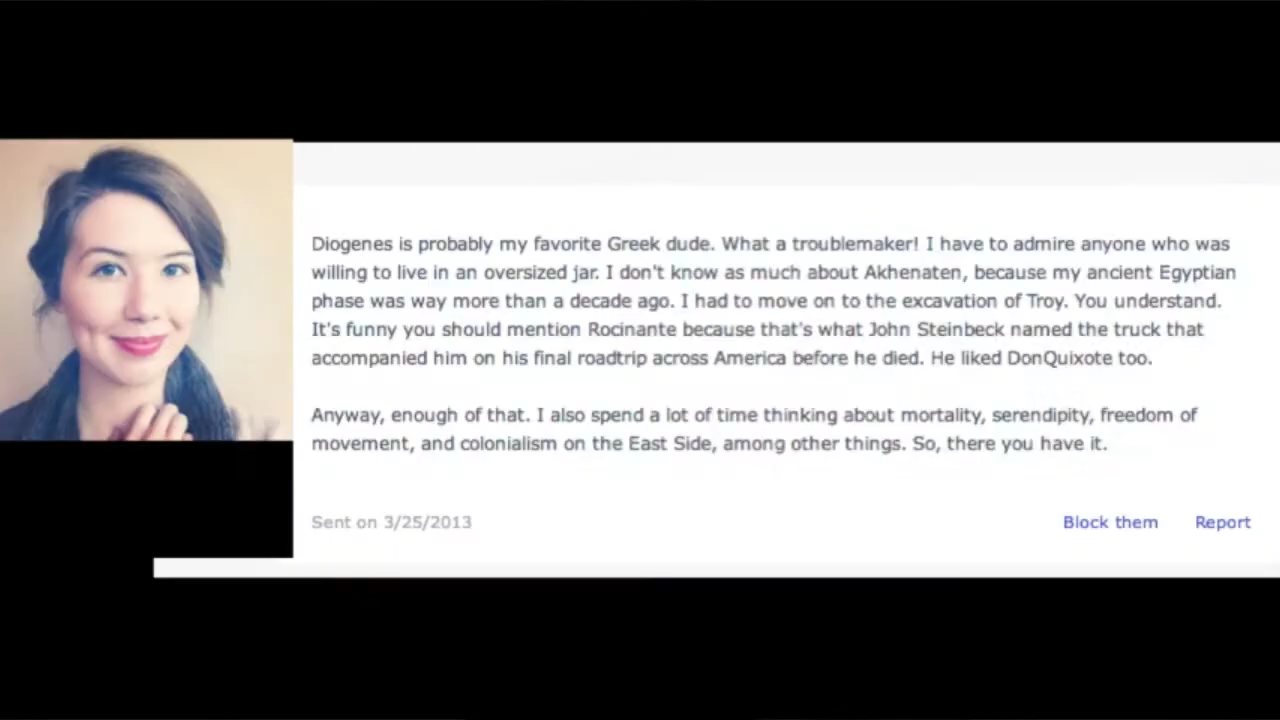 Diogenes is probably my favorite Greek dude. What a troublemaker! I have to admire anyone who was
willing to live in an oversized jar. I don't know as much about Akhenaten, because my ancient Egyptian
phase was way more than a decade ago. I had to move on to the excavation of Troy. You understand.
It's funny you should mention Rocinante because that's what John Steinbeck named the truck that
accompanied him on his final roadtrip across America before he died. He liked DonQuixote too.
Anyway, enough of that. I also spend a lot of time thinking about mortality, serendipity, freedom of
movement, and colonialism on the East Side, among other things. So, there you have it.
Sent on 3/25/2013 Block them Report